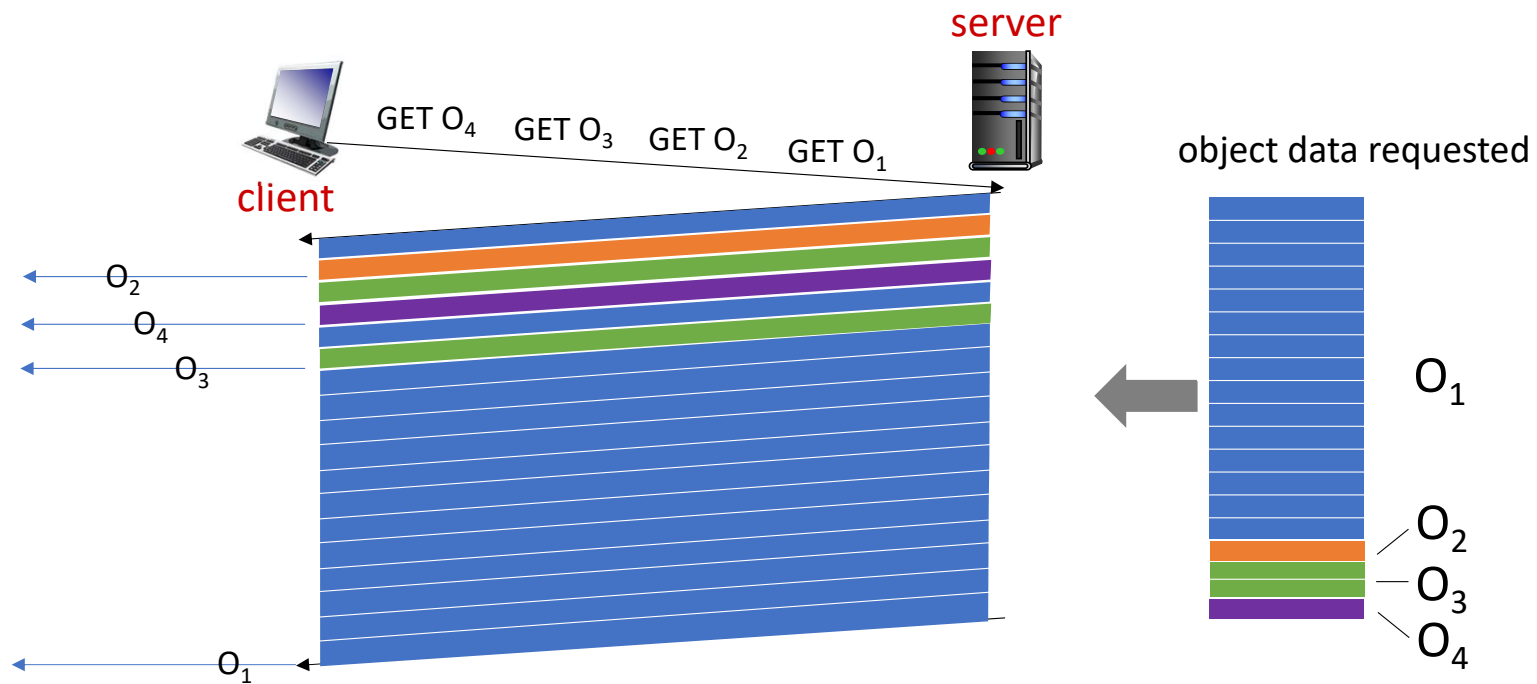 server
GET O₄ GET O₃ GET O₂ GET O₁
object data requested
client
O₂
O₄
O₃
O₁
O₁
O₂
O₃
O₄